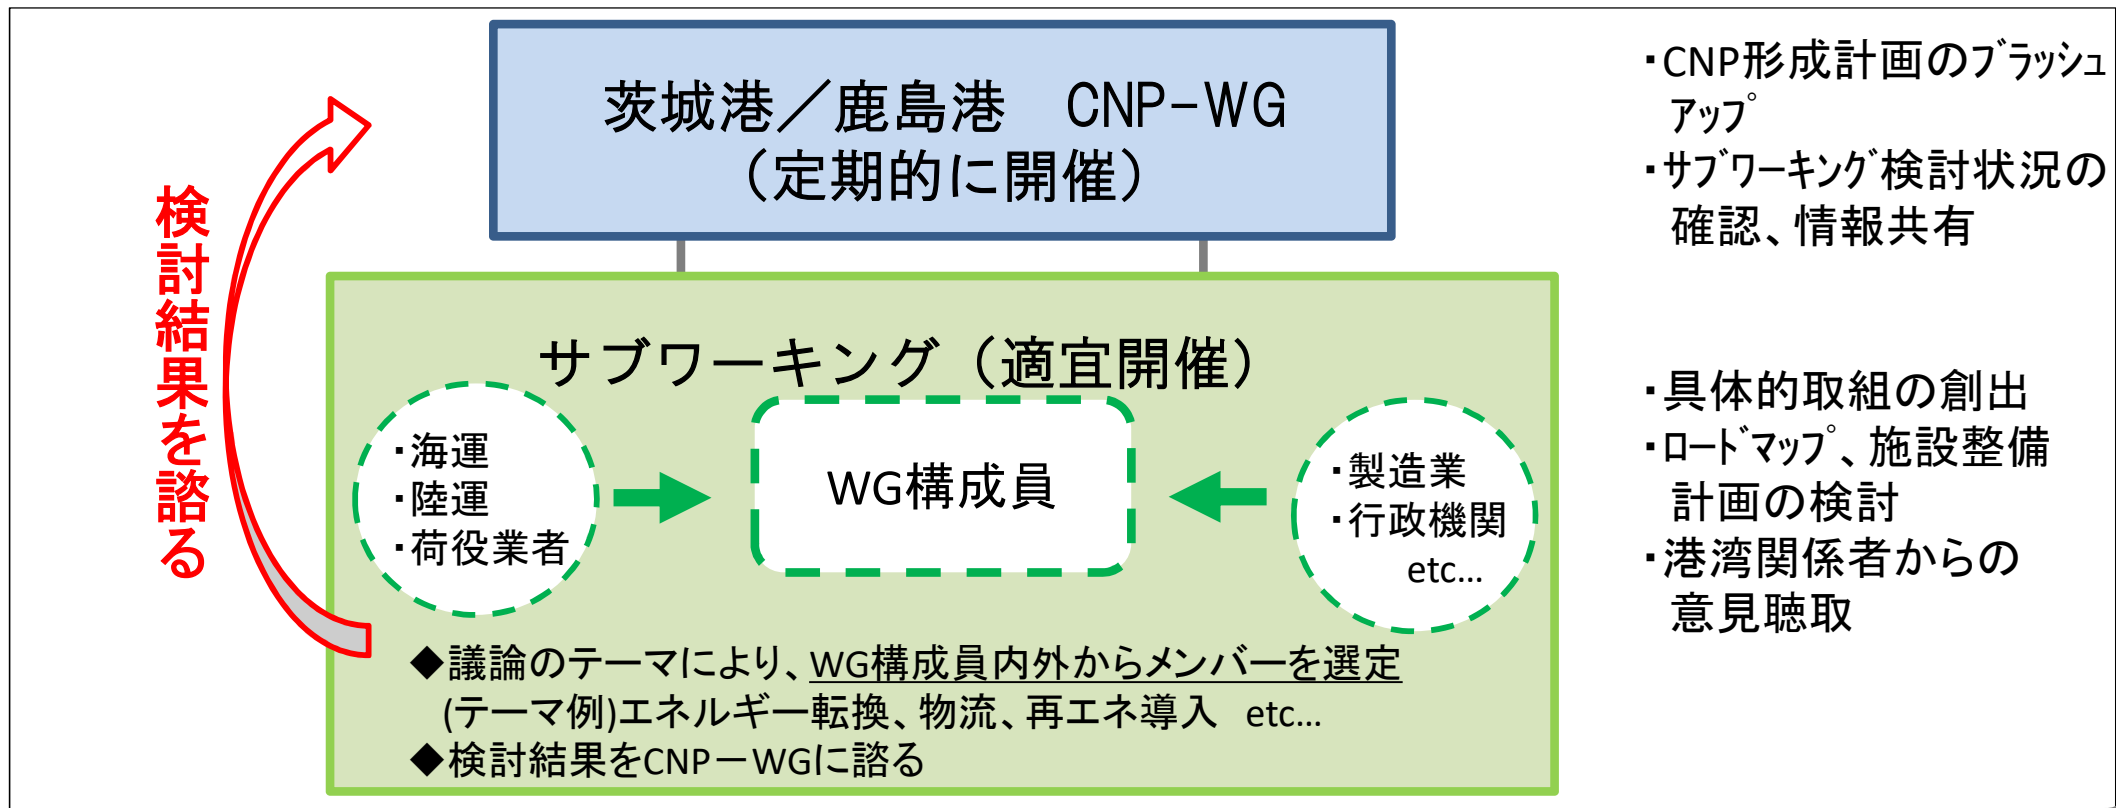 茨城港／鹿島港　CNP-WG
（定期的に開催）
・CNP形成計画のﾌﾞﾗｯｼｭ
ｱｯﾌﾟ
・ｻﾌﾞﾜｰｷﾝｸﾞ検討状況の
確認、情報共有
検討結果を諮る
サブワーキング（適宜開催）
・海運
・陸運
・荷役業者
WG構成員
・製造業
・行政機関
etc…
・具体的取組の創出
・ﾛｰﾄﾞﾏｯﾌﾟ、施設整備
計画の検討
・港湾関係者からの
意見聴取
◆議論のテーマにより、WG構成員内外からメンバーを選定
(テーマ例)エネルギー転換、物流、再エネ導入　etc…
◆検討結果をCNP－WGに諮る